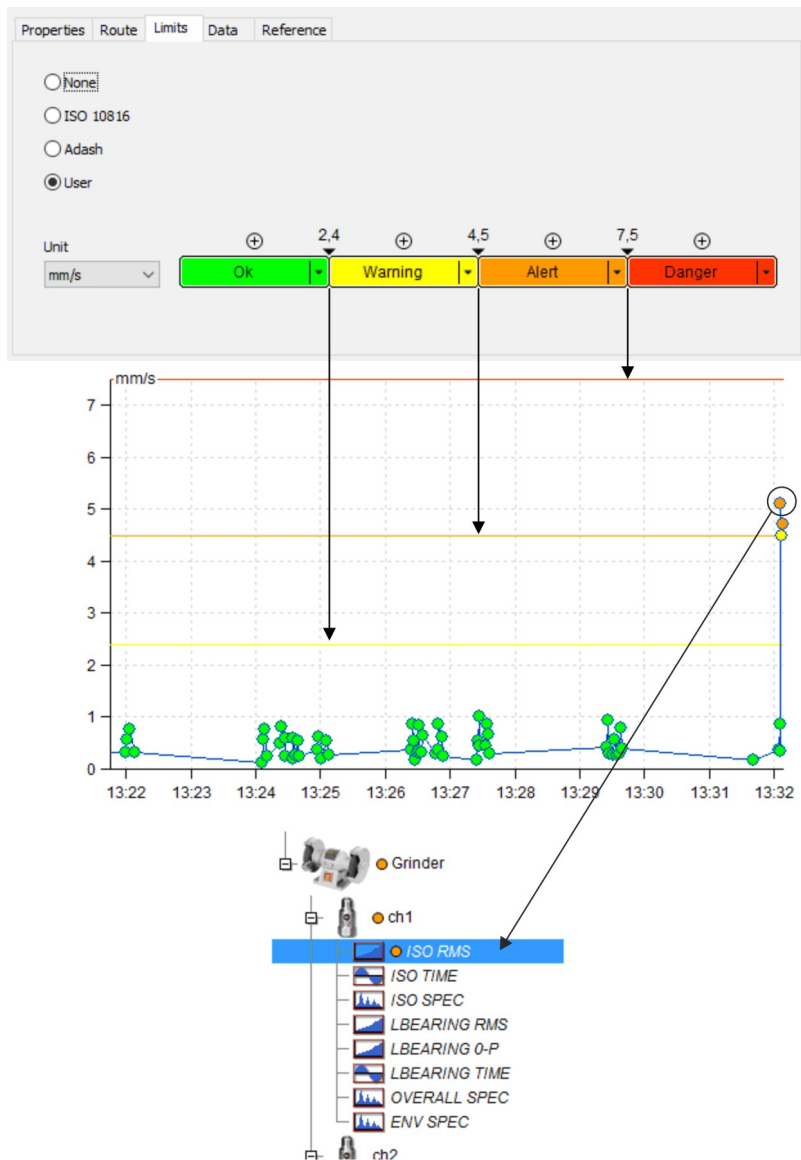 Properties Route Limits Data Reference
None
ISO 10816
Adash
User
Unit
2,4 4,5 7,5
mm/s Ok Warning Alert Danger
mm/s
7
6
5
4
3
2
1
0
13:22 13:23 13:24 13:25 13:26 13:27 13:28 13:29 13:30 13:31 13:32
Grinder
ch1
ISO RMS
ISO TIME
ISO SPEC
LBEARING RMS
LBEARING 0-P
LBEARING TIME
OVERALL SPEC
ENV SPEC
ch2